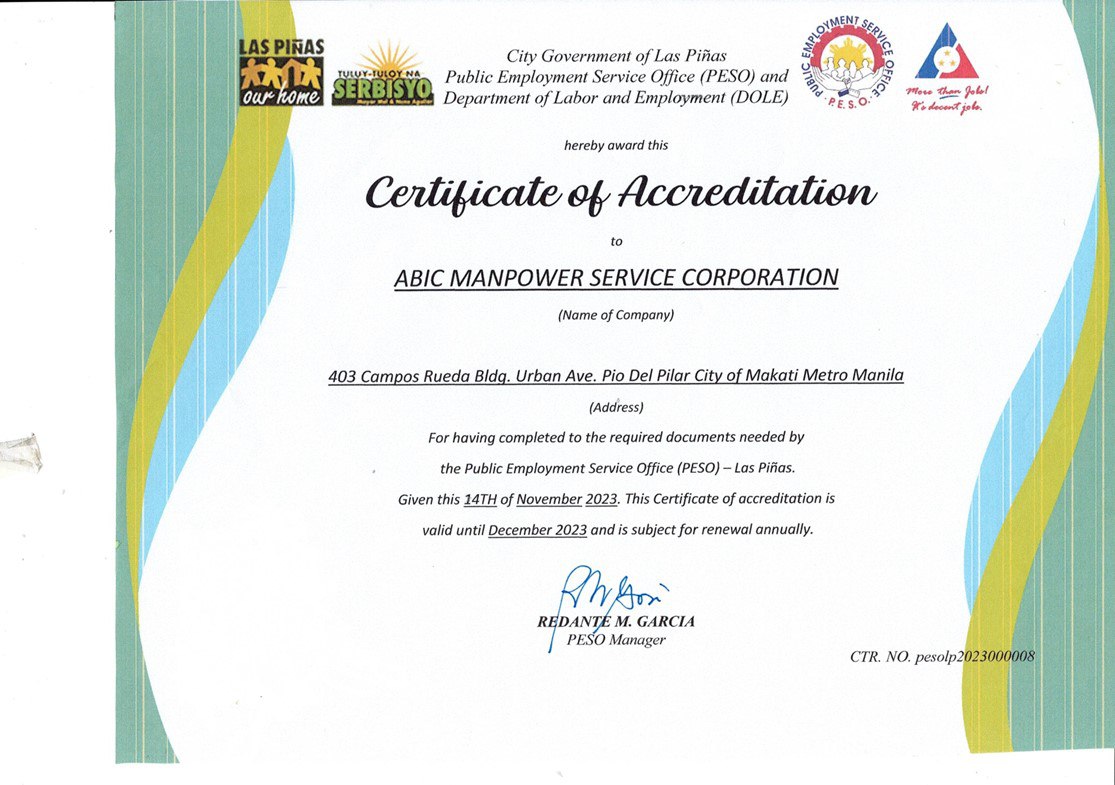 LAS PIÑAS
our home
TULUY-TULOY NA
SERBISYO
City Government of Las Piñas
Public Employment Service Office (PESO) and
Department of Labor and Employment (DOLE)
PUBLIC EMPLOYMENT SERVICE OFFICE
P.E.S.O.
More than Jobs!
It's decent jobs.
hereby award this
Certificate of Accreditation
to
ABIC MANPOWER SERVICE CORPORATION
(Name of Company)
403 Campos Rueda Bldg. Urban Ave. Pio Del Pilar City of Makati Metro Manila
(Address)
For having completed to the required documents needed by
the Public Employment Service Office (PESO) – Las Piñas.
Given this 14TH of November 2023. This Certificate of accreditation is
valid until December 2023 and is subject for renewal annually.
REDANTE M. GARCIA
PESO Manager
CTR. NO. pesolp2023000008